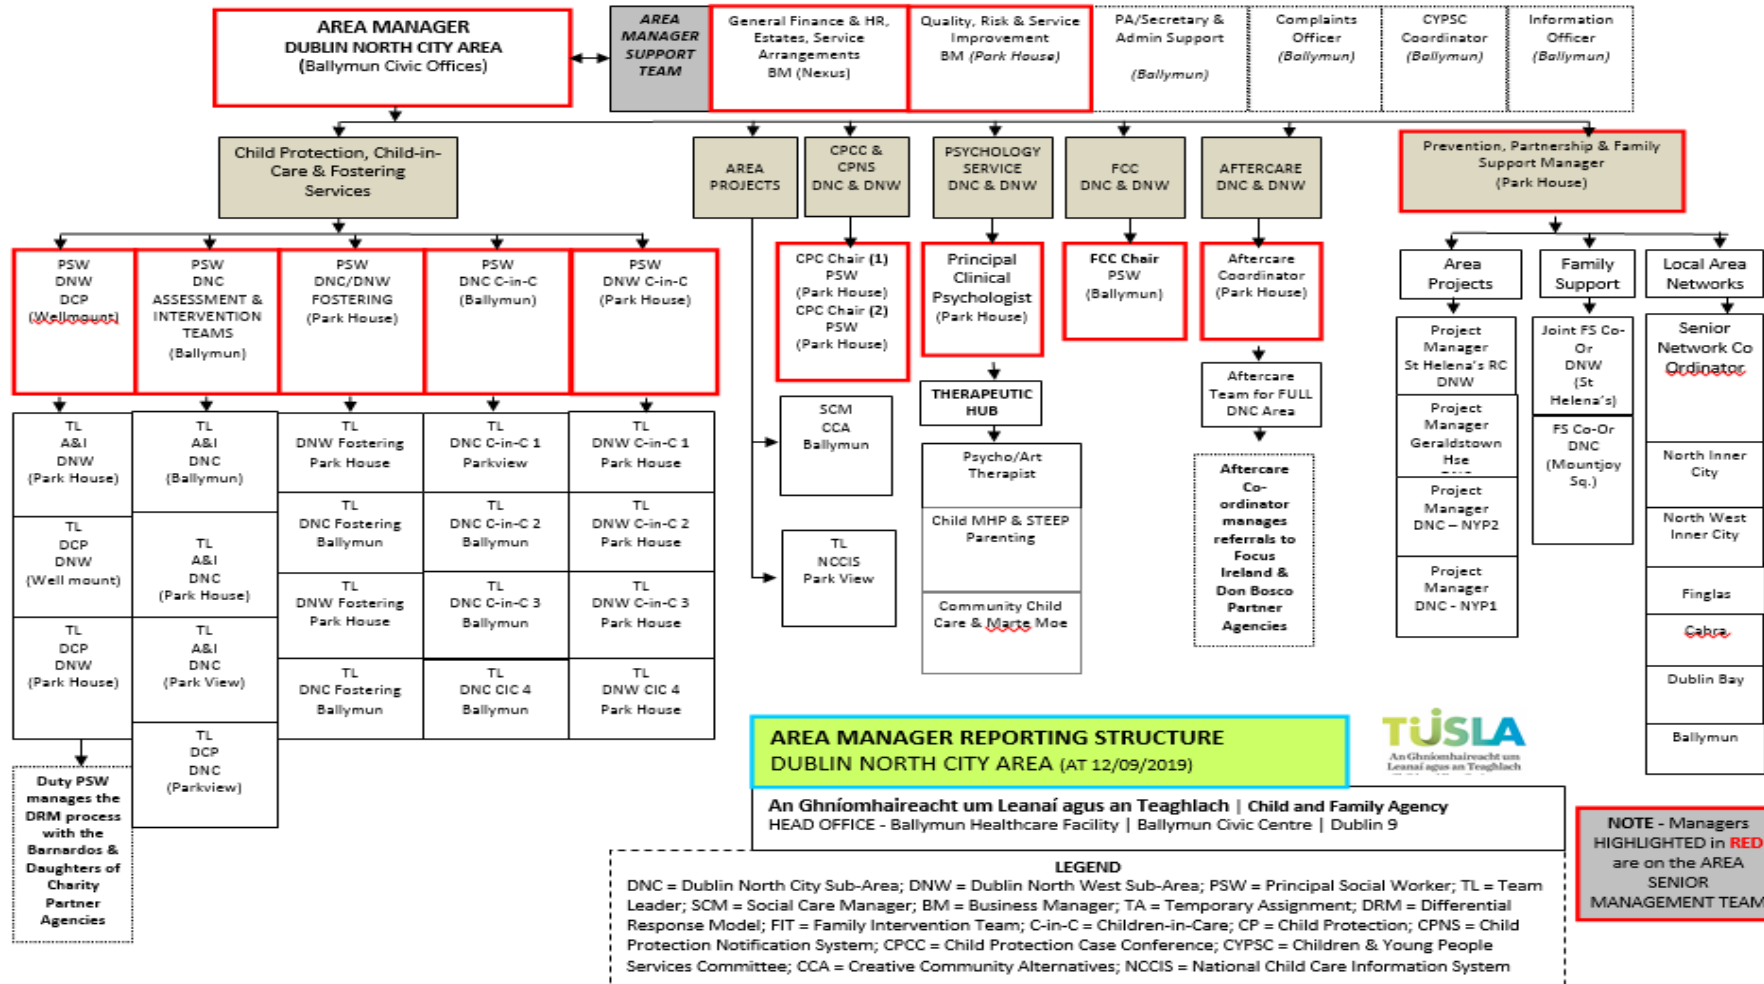 AREA MANAGER
DUBLIN NORTH CITY AREA
(Ballymun Civic Offices)
AREA
MANAGER
SUPPORT
TEAM
General Finance & HR,
Estates, Service
Arrangements
BM (Nexus)
Quality, Risk & Service
Improvement
BM (Park House)
PA/Secretary &
Admin Support
(Ballymun)
Complaints
Officer
(Ballymun)
CYPSC
Coordinator
(Ballymun)
Information
Officer
(Ballymun)
Child Protection, Child-in-
Care & Fostering
Services
AREA
PROJECTS
CPCC &
CPNS
DNC & DNW
PSYCHOLOGY
SERVICE
DNC & DNW
FCC
DNC & DNW
AFTERCARE
DNC & DNW
Prevention, Partnership & Family
Support Manager
(Park House)
PSW
DNW
DCP
(Wellmount)
PSW
DNC
ASSESSMENT &
INTERVENTION
TEAMS
(Ballymun)
PSW
DNC/DNW
FOSTERING
(Park House)
PSW
DNC C-in-C
(Ballymun)
PSW
DNW C-in-C
(Park House)
CPC Chair (1)
PSW
(Park House)
CPC Chair (2)
PSW
(Park House)
Principal
Clinical
Psychologist
(Park House)
FCC Chair
PSW
(Ballymun)
Aftercare
Coordinator
(Park House)
Area
Projects
Family
Support
Local Area
Networks
TL
A&I
DNW
(Park House)
TL
DCP
DNW
(Well mount)
TL
DCP
DNW
(Park House)
Duty PSW
manages the
DRM process
with the
Barnardos &
Daughters of
Charity
Partner
Agencies
TL
A&I
DNC
(Ballymun)
TL
A&I
DNC
(Park House)
TL
A&I
DNC
(Park View)
TL
DCP
DNC
(Parkview)
TL
DNW Fostering
Park House
TL
DNC Fostering
Ballymun
TL
DNW Fostering
Park House
TL
DNC Fostering
Ballymun
TL
DNC C-in-C 1
Parkview
TL
DNC C-in-C 2
Ballymun
TL
DNC C-in-C 3
Ballymun
TL
DNC CIC 4
Ballymun
TL
DNW C-in-C 1
Park House
TL
DNW C-in-C 2
Park House
TL
DNW C-in-C 3
Park House
TL
DNW CIC 4
Park House
SCM
CCA
Ballymun
TL
NCCIS
Park View
THERAPEUTIC
HUB
Psycho/Art
Therapist
Child MHP & STEEP
Parenting
Community Child
Care & Marte Moe
Aftercare
Team for FULL
DNC Area
Aftercare
Co-
ordinator
manages
referrals to
Focus
Ireland &
Don Bosco
Partner
Agencies
Project
Manager
St Helena's RC
DNW
Project
Manager
Geraldstown
Hse
Project
Manager
DNC – NYP2
Project
Manager
DNC - NYP1
Joint FS Co-
Or
DNW
(St
Helena's)
FS Co-Or
DNC
(Mountjoy
Sq.)
Senior
Network Co
Ordinator
North Inner
City
North West
Inner City
Finglas
Cabra
Dublin Bay
Ballymun
AREA MANAGER REPORTING STRUCTURE
DUBLIN NORTH CITY AREA (AT 12/09/2019)
TUSLA
An Ghníomhaireacht um
Leanaí agus an Teaghlach
An Ghníomhaireacht um Leanaí agus an Teaghlach | Child and Family Agency
HEAD OFFICE - Ballymun Healthcare Facility | Ballymun Civic Centre | Dublin 9
NOTE - Managers
HIGHLIGHTED in RED
are on the AREA
SENIOR
MANAGEMENT TEAM
LEGEND
DNC = Dublin North City Sub-Area; DNW = Dublin North West Sub-Area; PSW = Principal Social Worker; TL = Team
Leader; SCM = Social Care Manager; BM = Business Manager; TA = Temporary Assignment; DRM = Differential
Response Model; FIT = Family Intervention Team; C-in-C = Children-in-Care; CP = Child Protection; CPNS = Child
Protection Notification System; CPCC = Child Protection Case Conference; CYPSC = Children & Young People
Services Committee; CCA = Creative Community Alternatives; NCCIS = National Child Care Information System